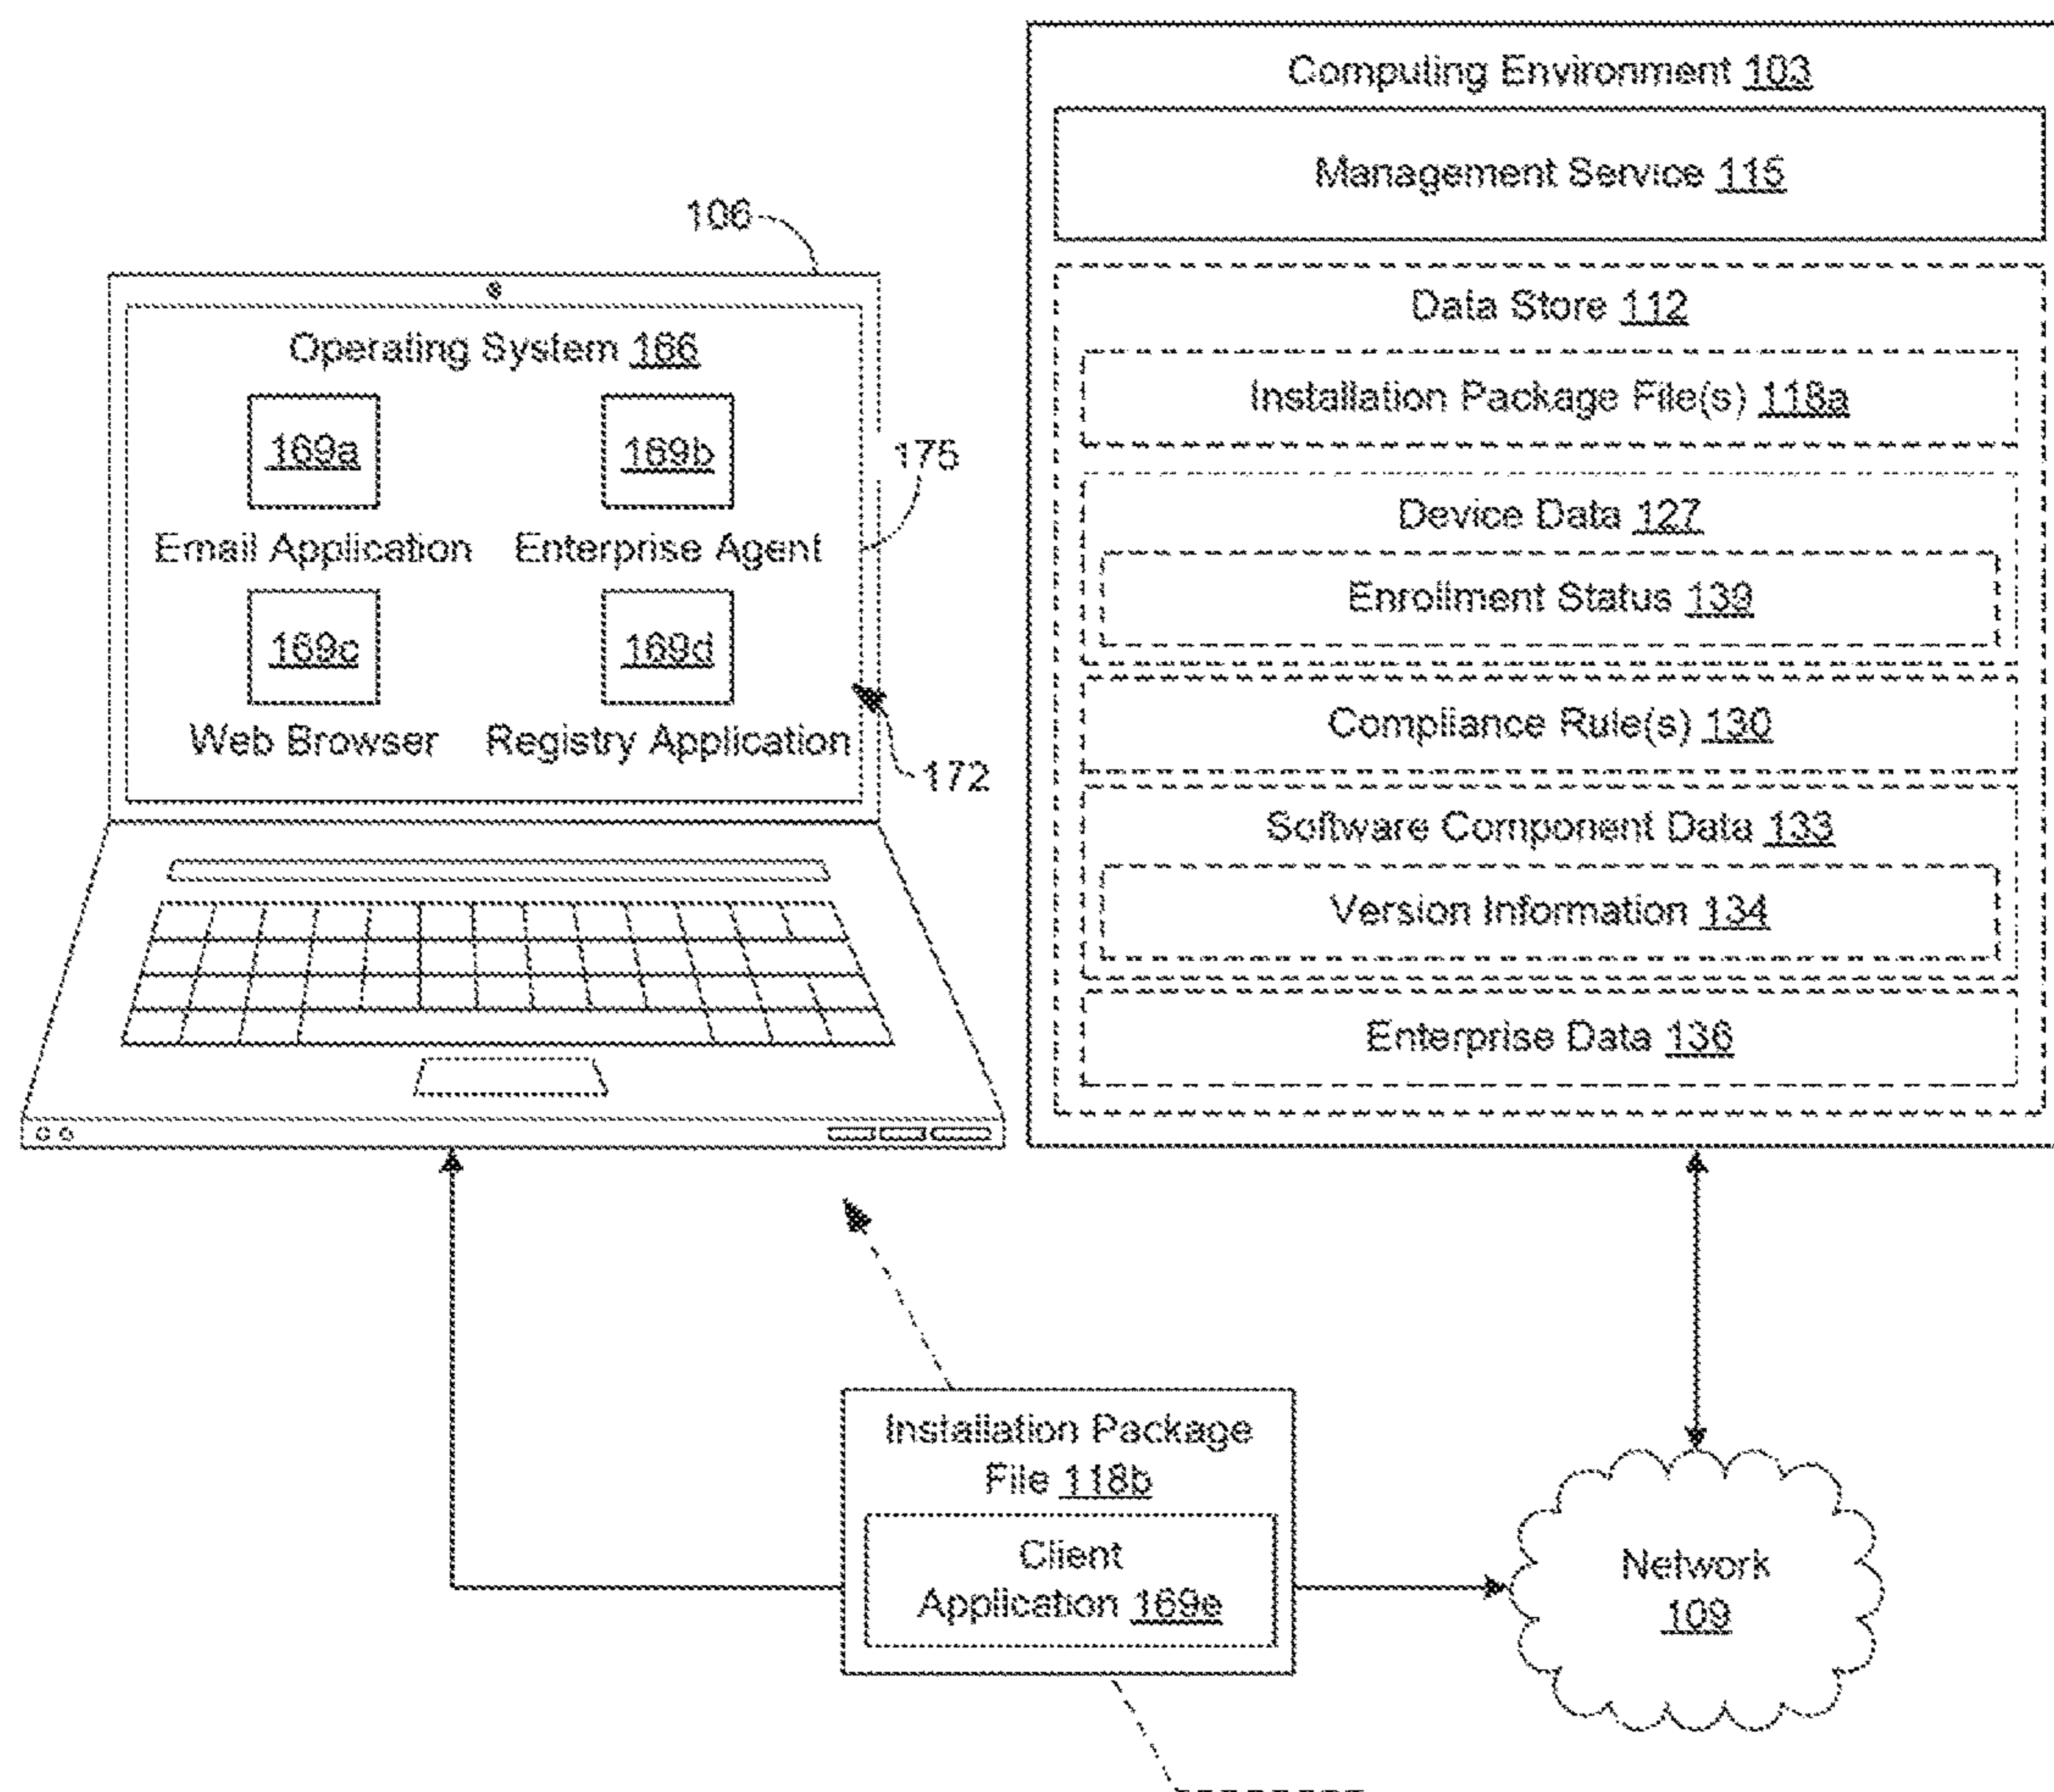 106
Operating System 166
169a
169b
Email Application
Enterprise Agent
169c
169d
Web Browser
Registry Application
175
172
Computing Environment 103
Management Service 115
Data Store 112
Installation Package File(s) 118a
Device Data 127
Enrollment Status 139
Compliance Rule(s) 130
Software Component Data 133
Version Information 134
Enterprise Data 136
Installation Package
File 118b
Client
Application 169e
Network
109